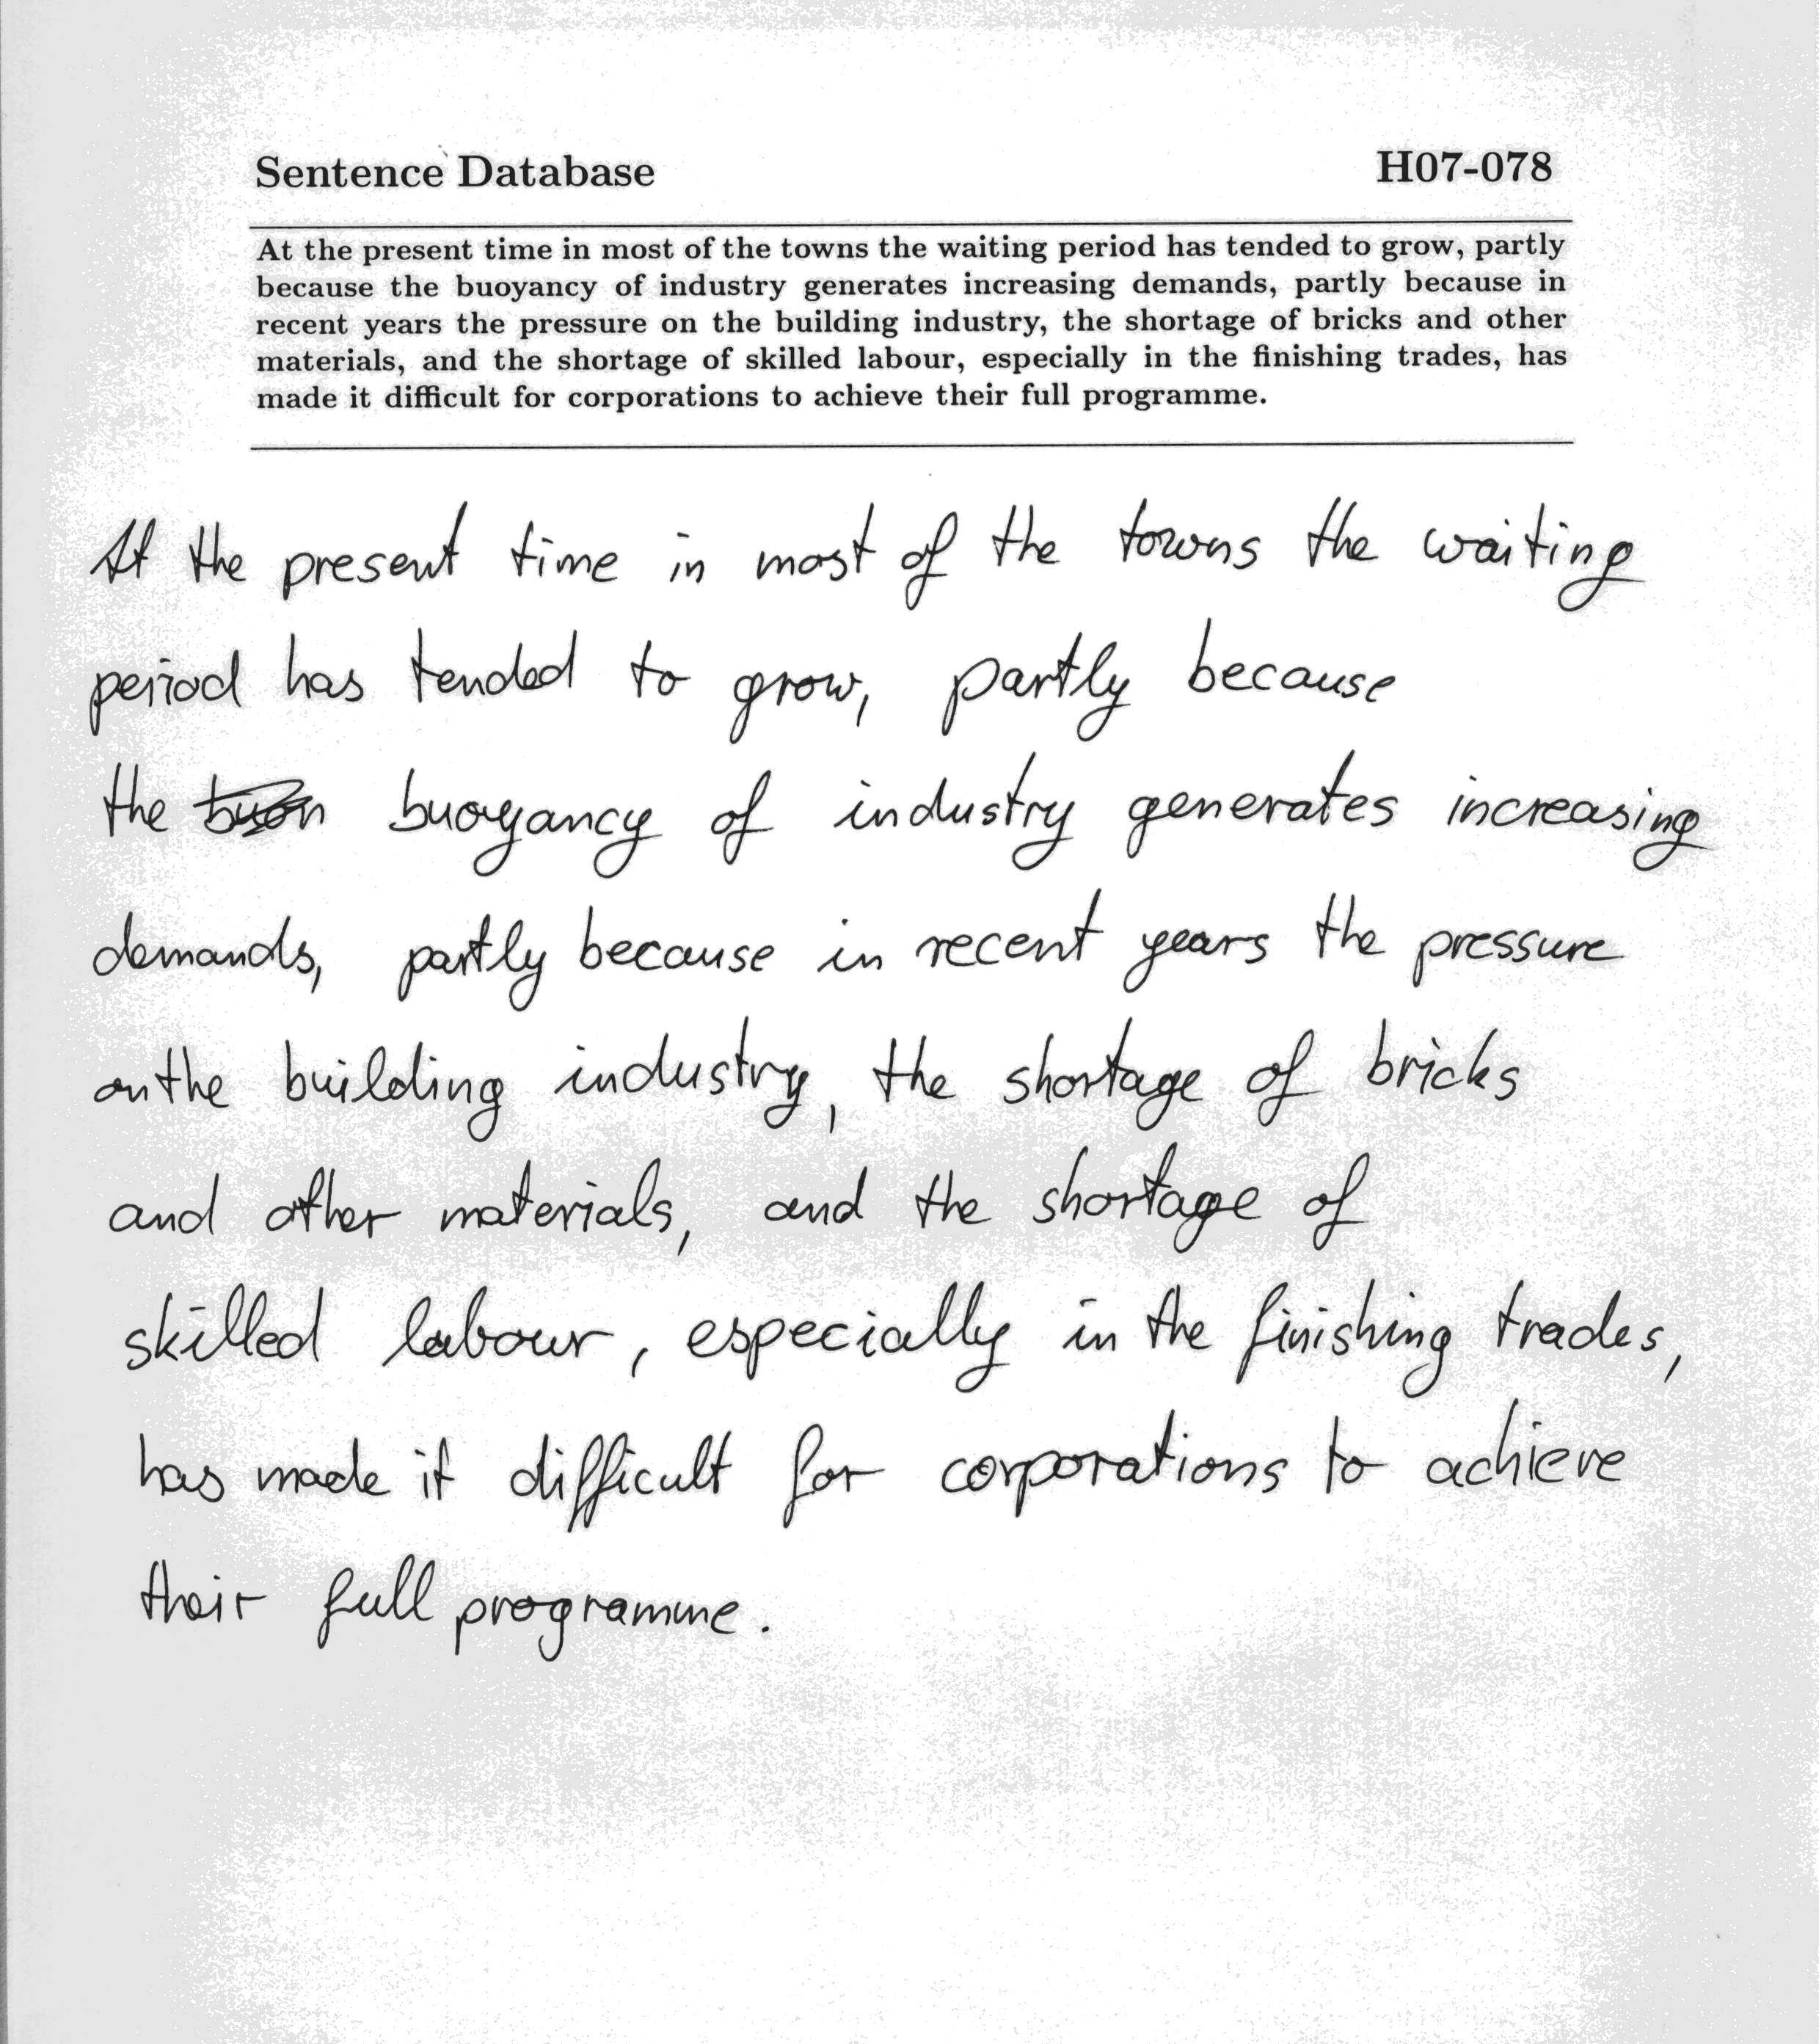 Sentence Database H07-078
At the present time in most of the towns the waiting period has tended to grow, partly
because the buoyancy of industry generates increasing demands, partly because in
recent years the pressure on the building industry, the shortage of bricks and other
materials, and the shortage of skilled labour, especially in the finishing trades, has
made it difficult for corporations to achieve their full programme.
At the present time in most of the towns the waiting
period has tended to grow, partly because
the buoyancy of industry generates increasing
demands, partly because in recent years the pressure
on the building industry, the shortage of bricks
and other materials, and the shortage of
skilled labour, especially in the finishing trades,
has made it difficult for corporations to achieve
their full programme.